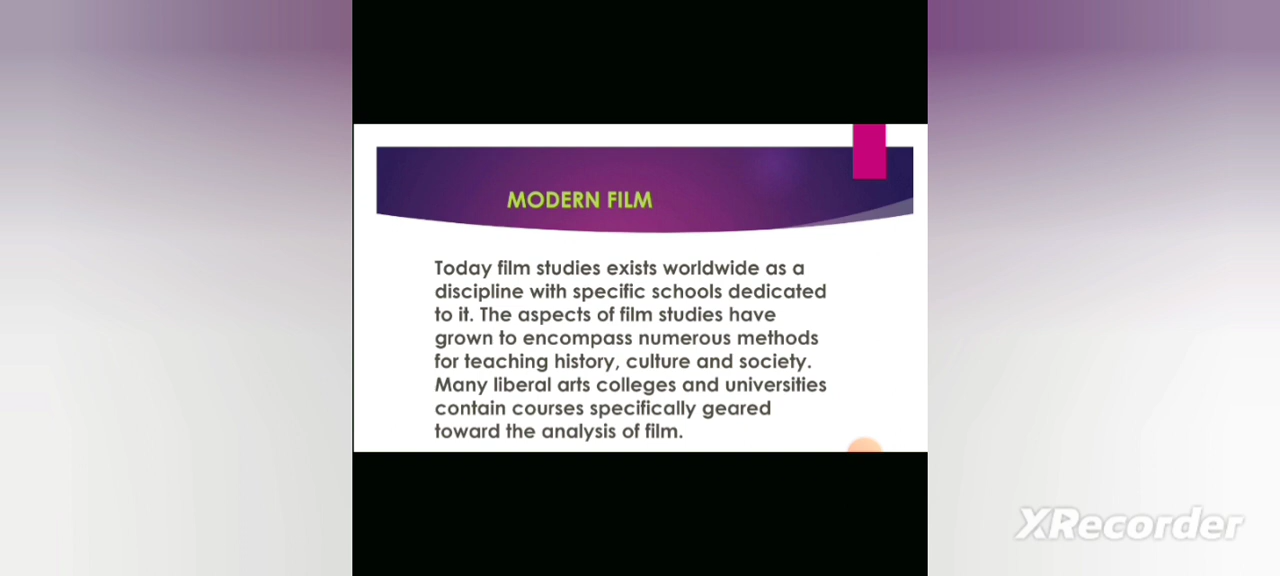 MODERN FILM
Today film studies exists worldwide as a
discipline with specific schools dedicated
to it. The aspects of film studies have
grown to encompass numerous methods
for teaching history, culture and society.
Many liberal arts colleges and universities
contain courses specifically geared
toward the analysis of film.
XRecorder